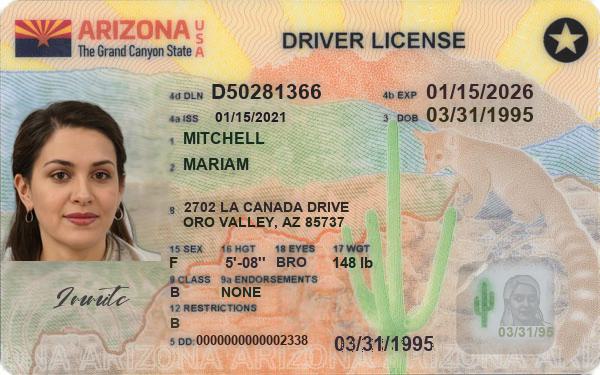 ARIZONA USA
The Grand Canyon State
DRIVER LICENSE
4d DLN D50281366 4b EXP 01/15/2026
4a ISS 01/15/2021 3 DOB 03/31/1995
1 MITCHELL
2 MARIAM
8 2702 LA CANADA DRIVE
ORO VALLEY, AZ 85737
15 SEX 16 HGT 18 EYES 17 WGT
F 5'-08" BRO 148 lb
9 CLASS 9a ENDORSEMENTS
B NONE
12 RESTRICTIONS
B
5 DD: 0000000000002338 03/31/1995
03/31/95
ARIZONA ARIZONA ARIZONA